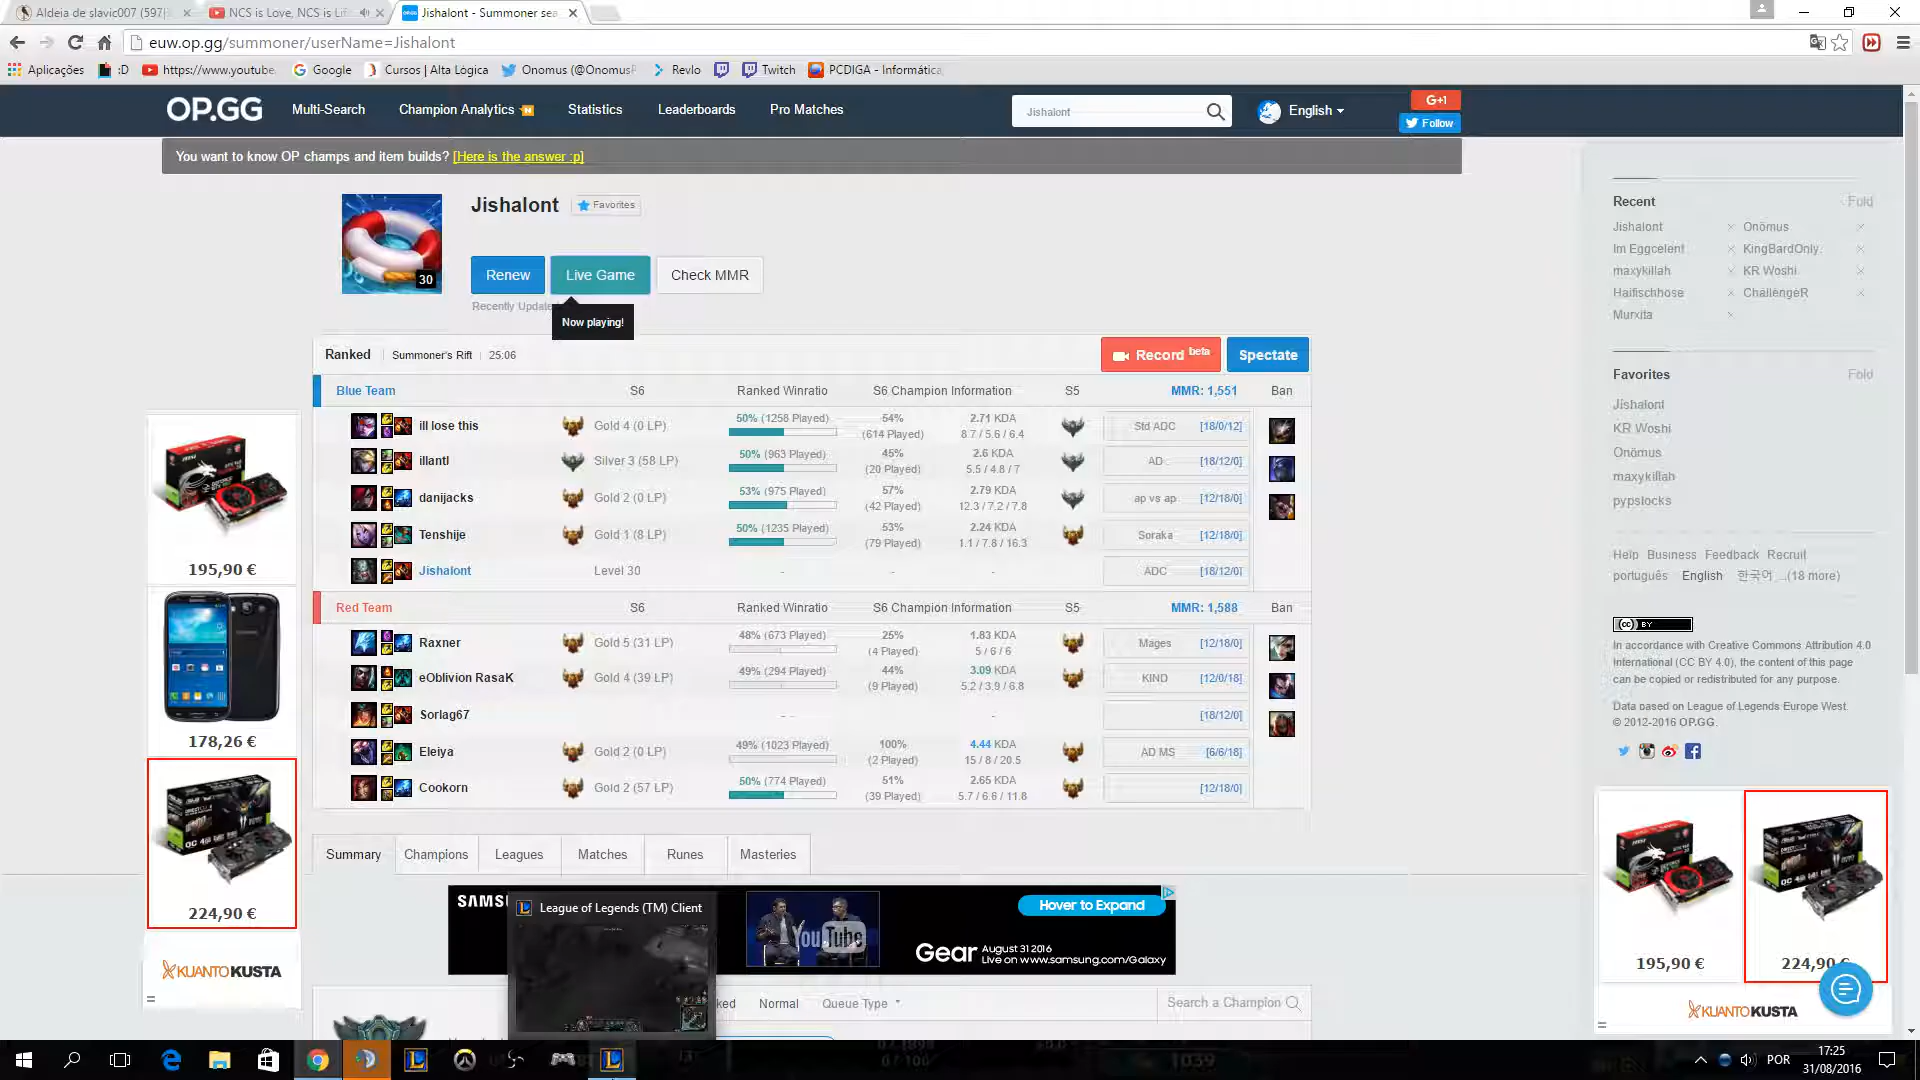 Aldeia de slavic007 (597|
NCS is Love, NCS is Life
Jishalont - Summoner sea
euw.op.gg/summoner/userName=Jishalont
Aplicações
:D
https://www.youtube.
Google
Cursos | Alta Lógica
Onomus (@OnomusP
Revlo
Twitch
PCDIGA - Informática,
OP.GG
Multi-Search
Champion Analytics
Statistics
Leaderboards
Pro Matches
Jishalont
English
G+1
Follow
You want to know OP champs and item builds? [Here is the answer :p]
Jishalont
Favorites
30
Renew
Live Game
Check MMR
Recently Update
Now playing!
Ranked
Summoner's Rift
25:06
Record beta
Spectate
Blue Team S6 Ranked Winratio S6 Champion Information S5 MMR: 1,551 Ban
ill lose this Gold 4 (0 LP) 50% (1258 Played) 54% (614 Played) 2.71 KDA 8.7 / 5.6 / 6.4 Std ADC [18/0/12]
illantl Silver 3 (58 LP) 50% (963 Played) 45% (20 Played) 2.6 KDA 5.5 / 4.8 / 7 AD [18/12/0]
danijacks Gold 2 (0 LP) 53% (975 Played) 57% (42 Played) 2.79 KDA 12.3 / 7.2 / 7.8 ap vs ap [12/18/0]
Tenshije Gold 1 (8 LP) 50% (1235 Played) 53% (79 Played) 2.24 KDA 1.1 / 7.8 / 16.3 Soraka [12/18/0]
Jishalont Level 30 - - - ADC [18/12/0]
Red Team S6 Ranked Winratio S6 Champion Information S5 MMR: 1,588 Ban
Raxner Gold 5 (31 LP) 48% (673 Played) 25% (4 Played) 1.83 KDA 5 / 6 / 6 Mages [12/18/0]
eOblivion RasaK Gold 4 (39 LP) 49% (294 Played) 44% (9 Played) 3.09 KDA 5.2 / 3.9 / 6.8 KIND [12/0/18]
Sorlag67 - - - [18/12/0]
Eleiya Gold 2 (0 LP) 49% (1023 Played) 100% (2 Played) 4.44 KDA 15 / 8 / 20.5 AD MS [6/6/18]
Cookorn Gold 2 (57 LP) 50% (774 Played) 51% (39 Played) 2.65 KDA 5.7 / 6.6 / 11.8 [12/18/0]
Summary
Champions
Leagues
Matches
Runes
Masteries
SAMS
League of Legends (TM) Client
YouTube
Hover to Expand
Gear August 31 2016
Live on www.samsung.com/Galaxy
ked
Normal
Queue Type
Search a Champion
195,90 €
178,26 €
224,90 €
KUANTOKUSTA
Recent
Fold
Jishalont
Onömus
Im Eggcelent
KingBardOnly.
maxykillah
KR Woshi
Haifischhose
ChallengeR
Murxita
Favorites
Fold
Jishalont
KR Woshi
Onömus
maxykillah
pypslocks
Help Business Feedback Recruit
português English 한국어 ...(18 more)
(cc) BY
In accordance with Creative Commons Attribution 4.0
International (CC BY 4.0), the content of this page
can be copied or redistributed for any purpose.
Data based on League of Legends Europe West.
© 2012-2016 OP.GG.
195,90 €
224,90 €
KUANTOKUSTA
POR
17:25
31/08/2016